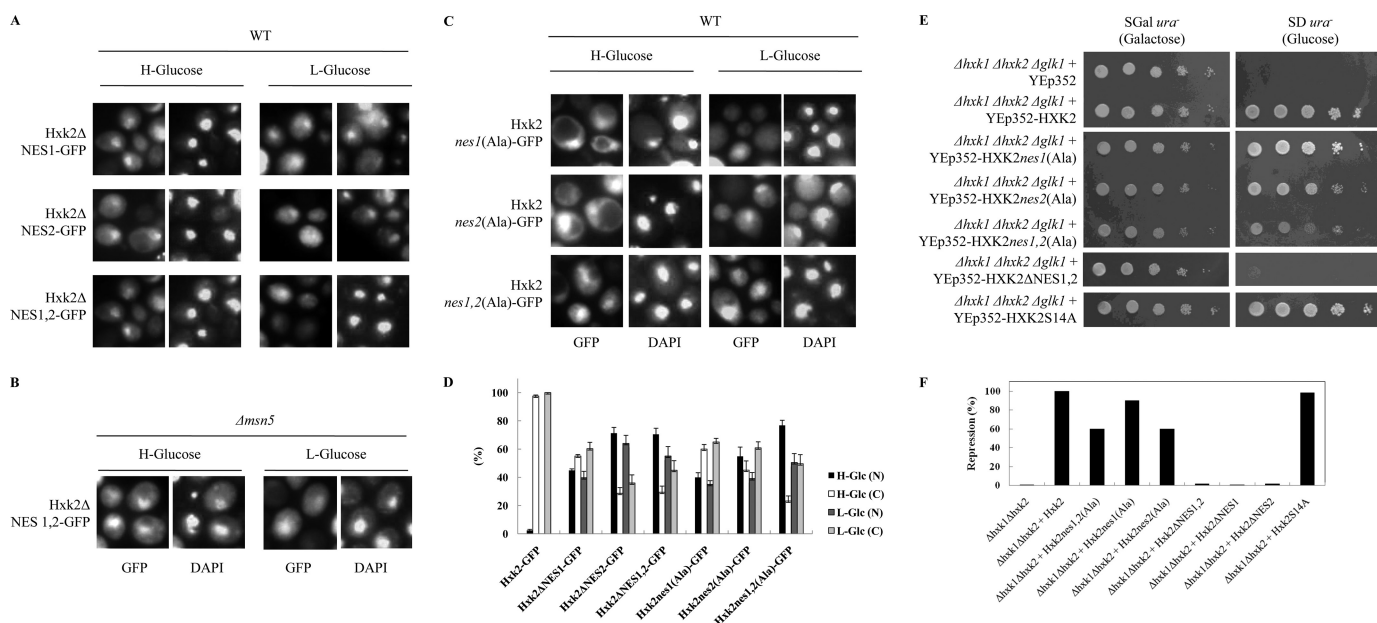 A
WT
H-Glucose
L-Glucose
Hxk2Δ
NES1-GFP
Hxk2Δ
NES2-GFP
Hxk2Δ
NES1,2-GFP
B
Δmsn5
H-Glucose
L-Glucose
Hxk2Δ
NES 1,2-GFP
GFP
DAPI
GFP
DAPI
C
WT
H-Glucose
L-Glucose
Hxk2
nes1(Ala)-GFP
Hxk2
nes2(Ala)-GFP
Hxk2
nes1,2(Ala)-GFP
GFP
DAPI
GFP
DAPI
D
(%)
100
80
60
40
20
0
Hxk2-GFP
Hxk2ΔNES1-GFP
Hxk2ΔNES2-GFP
Hxk2ΔNES1,2-GFP
Hxk2nes1(Ala)-GFP
Hxk2nes2(Ala)-GFP
Hxk2nes1,2(Ala)-GFP
H-Glc (N)
H-Glc (C)
L-Glc (N)
L-Glc (C)
E
SGal ura-
(Galactose)
SD ura-
(Glucose)
Δhxk1 Δhxk2 Δglk1 +
YEp352
Δhxk1 Δhxk2 Δglk1 +
YEp352-HXK2
Δhxk1 Δhxk2 Δglk1 +
YEp352-HXK2nes1(Ala)
Δhxk1 Δhxk2 Δglk1 +
YEp352-HXK2nes2(Ala)
Δhxk1 Δhxk2 Δglk1 +
YEp352-HXK2nes1,2(Ala)
Δhxk1 Δhxk2 Δglk1 +
YEp352-HXK2ΔNES1,2
Δhxk1 Δhxk2 Δglk1 +
YEp352-HXK2S14A
F
Repression (%)
100
80
60
40
20
0
Δhxk1Δhxk2
Δhxk1Δhxk2 + Hxk2
Δhxk1Δhxk2 + Hxk2nes1,2(Ala)
Δhxk1Δhxk2 + Hxk2nes1(Ala)
Δhxk1Δhxk2 + Hxk2nes2(Ala)
Δhxk1Δhxk2 + Hxk2ΔNES1,2
Δhxk1Δhxk2 + Hxk2ΔNES1
Δhxk1Δhxk2 + Hxk2ΔNES2
Δhxk1Δhxk2 + Hxk2S14A